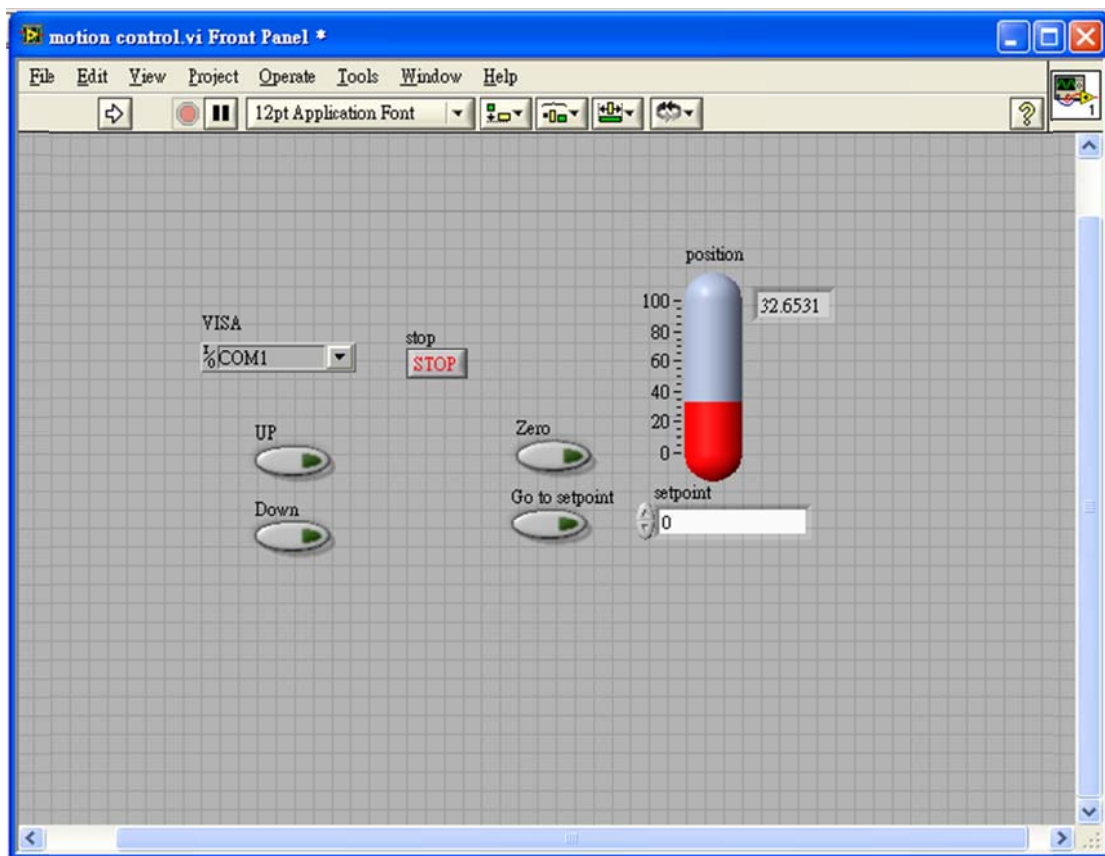 motion control.vi Front Panel *
File Edit View Project Operate Tools Window Help
12pt Application Font
?
1
position
100
32.6531
80
60
40
20
0
VISA
I/O COM1
stop
STOP
UP
Zero
Down
Go to setpoint
setpoint
0